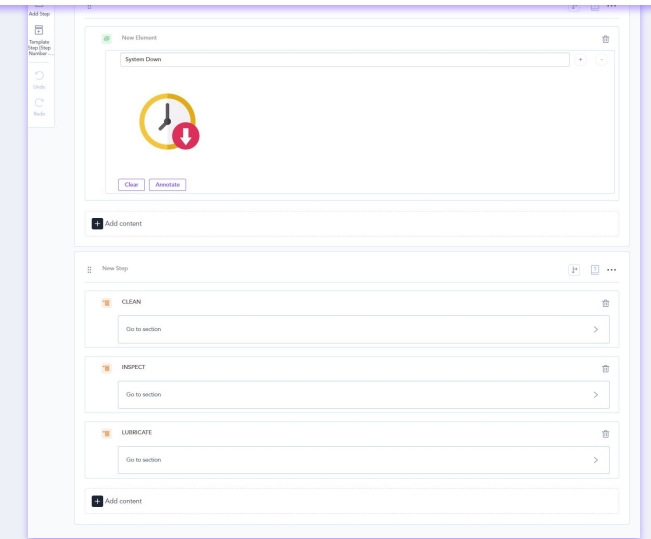 Add Step
Template
Step (Step
Number -...
Undo
Redo
New Element
System Down
Clear
Annotate
Add content
New Step
CLEAN
Go to section
INSPECT
Go to section
LUBRICATE
Go to section
Add content